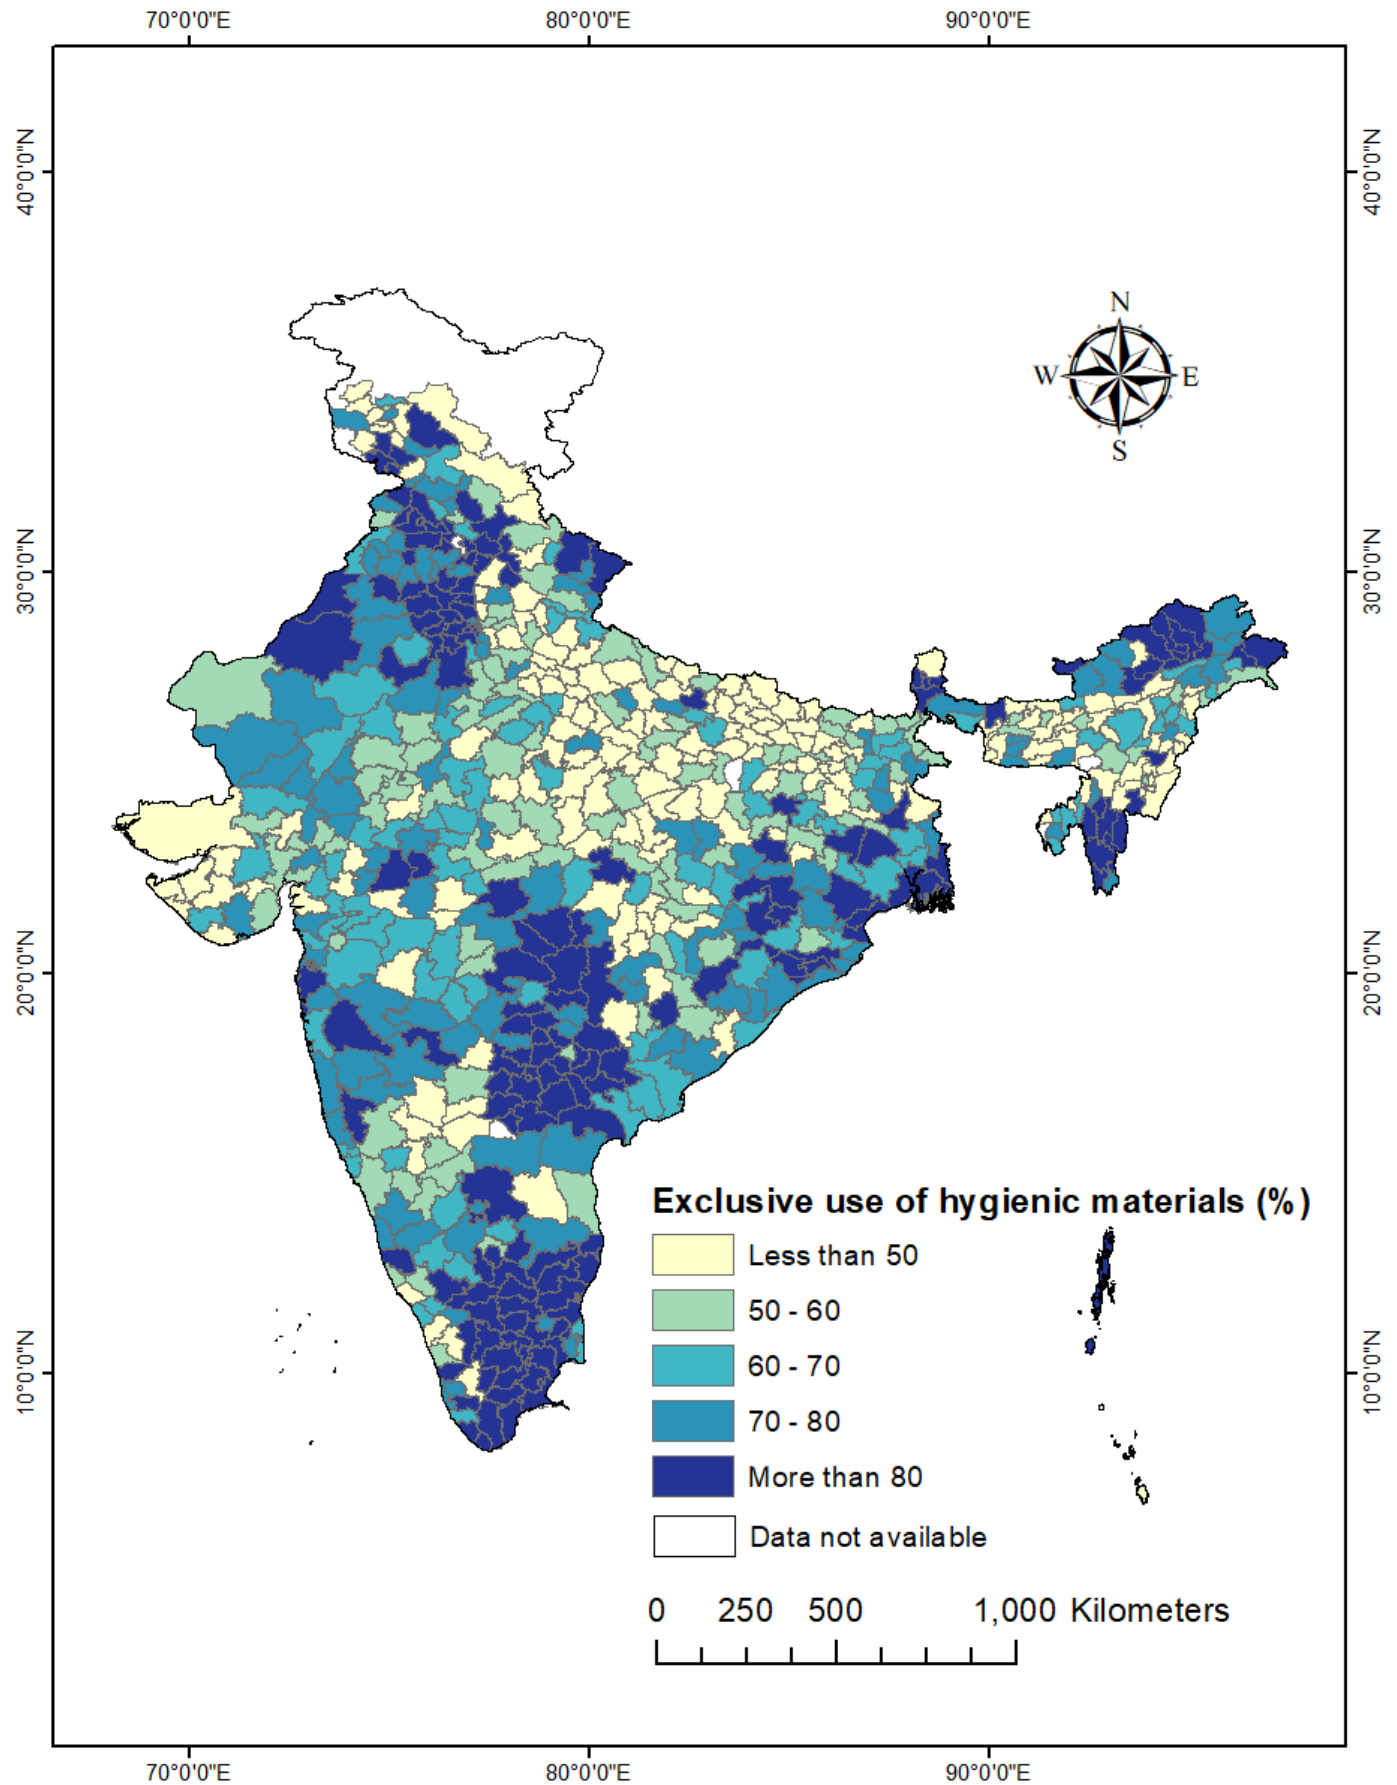 70°0'0"E 80°0'0"E 90°0'0"E
40°0'0"N 40°0'0"N
N
W E
S
30°0'0"N 30°0'0"N
20°0'0"N 20°0'0"N
Exclusive use of hygienic materials (%)
Less than 50
50 - 60
60 - 70
10°0'0"N 10°0'0"N
70 - 80
More than 80
Data not available
0 250 500 1,000 Kilometers
70°0'0"E 80°0'0"E 90°0'0"E